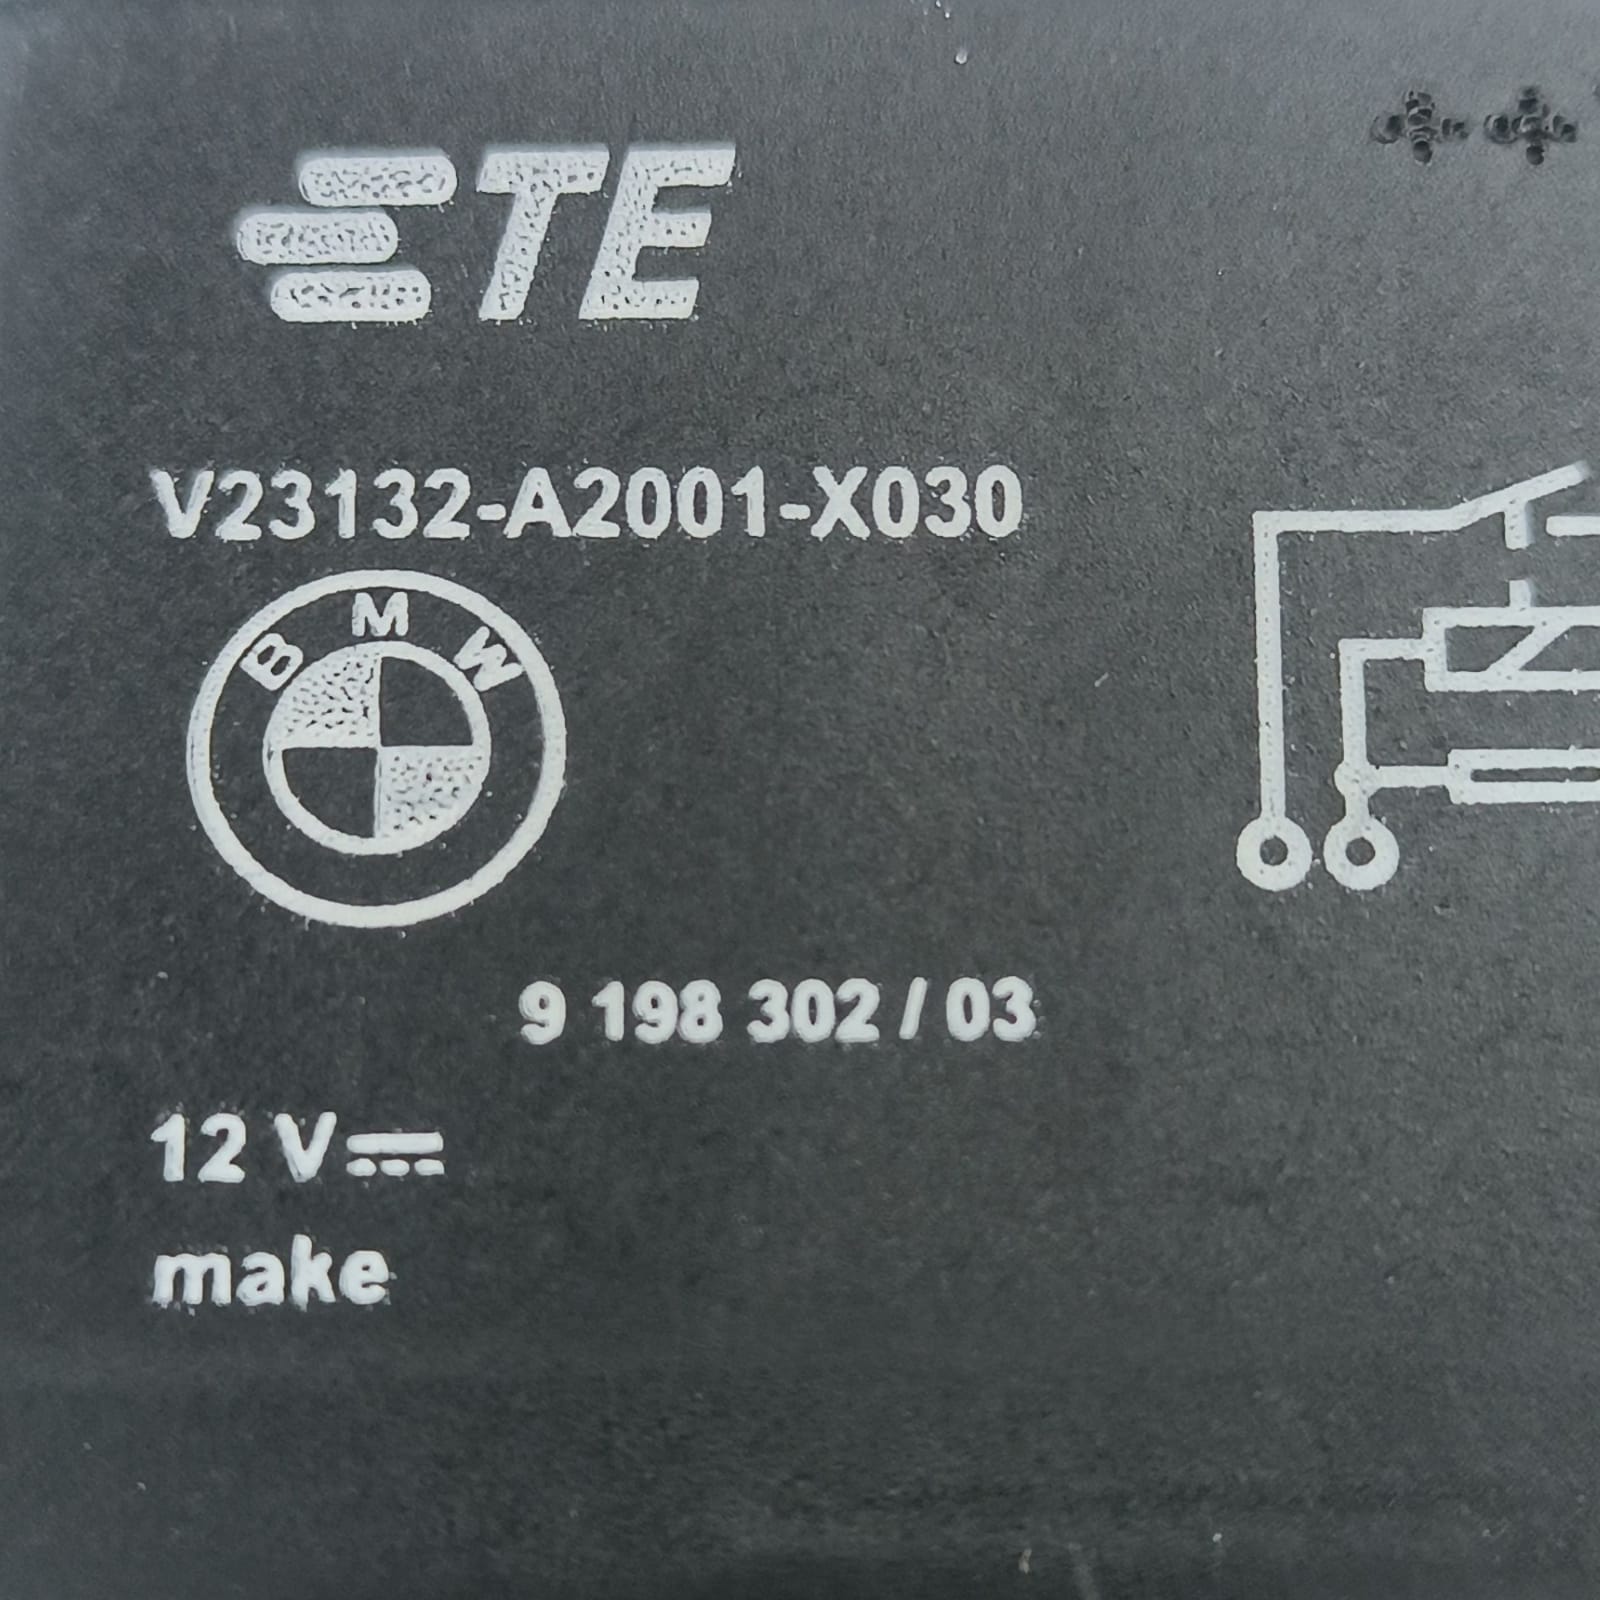 TE
V23132-A2001-X030
BMW
9 198 302 / 03
12 V⎓
make